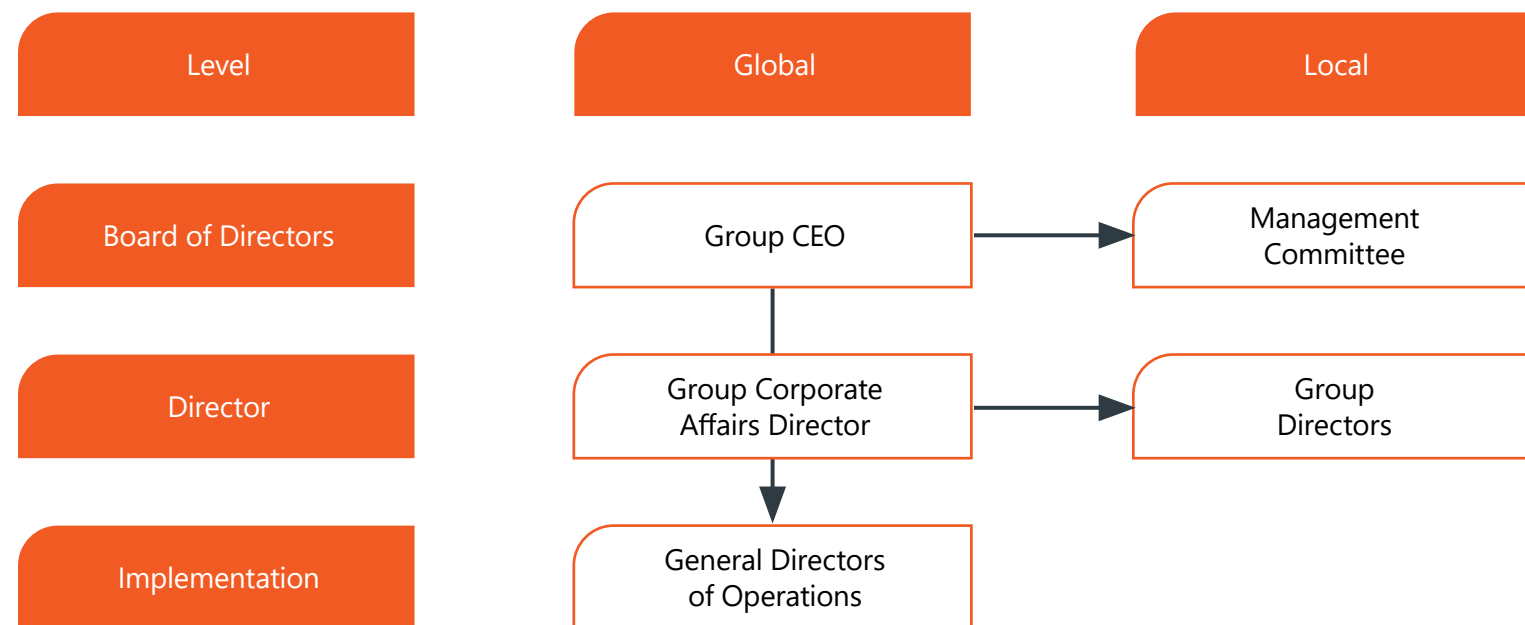 Level
Global
Local
Board of Directors
Group CEO
Management
Committee
Director
Group Corporate
Affairs Director
Group
Directors
Implementation
General Directors
of Operations